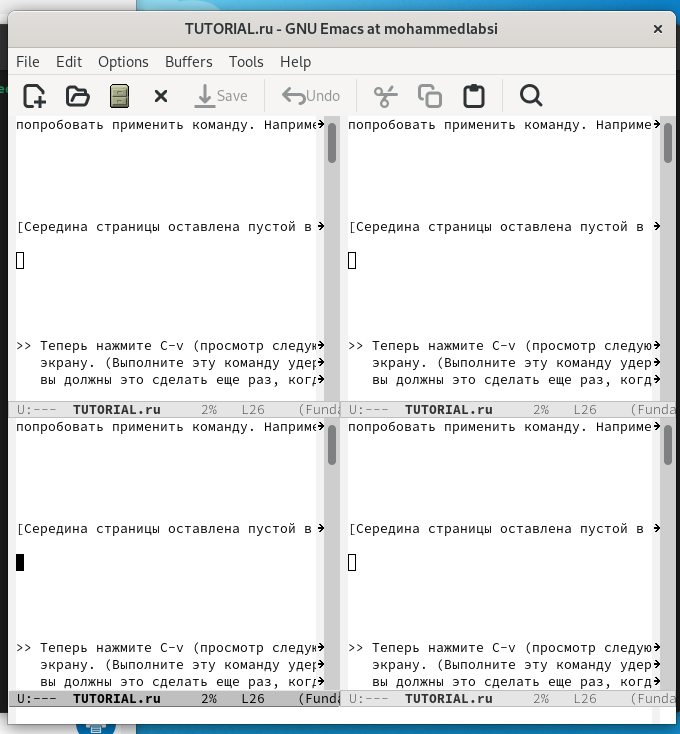 TUTORIAL.ru - GNU Emacs at mohammedlabsi
File Edit Options Buffers Tools Help
Save Undo
попробовать применить команду. Наприме
[Середина страницы оставлена пустой в
>> Теперь нажмите C-v (просмотр следую
экрану. (Выполните эту команду удер
вы должны это сделать еще раз, когд
U:--- TUTORIAL.ru 2% L26 (Funda
попробовать применить команду. Наприме
[Середина страницы оставлена пустой в
>> Теперь нажмите C-v (просмотр следую
экрану. (Выполните эту команду удер
вы должны это сделать еще раз, когд
U:--- TUTORIAL.ru 2% L26 (Funda
попробовать применить команду. Наприме
[Середина страницы оставлена пустой в
>> Теперь нажмите C-v (просмотр следую
экрану. (Выполните эту команду удер
вы должны это сделать еще раз, когд
U:--- TUTORIAL.ru 2% L26 (Funda
попробовать применить команду. Наприме
[Середина страницы оставлена пустой в
>> Теперь нажмите C-v (просмотр следую
экрану. (Выполните эту команду удер
вы должны это сделать еще раз, когд
U:--- TUTORIAL.ru 2% L26 (Funda